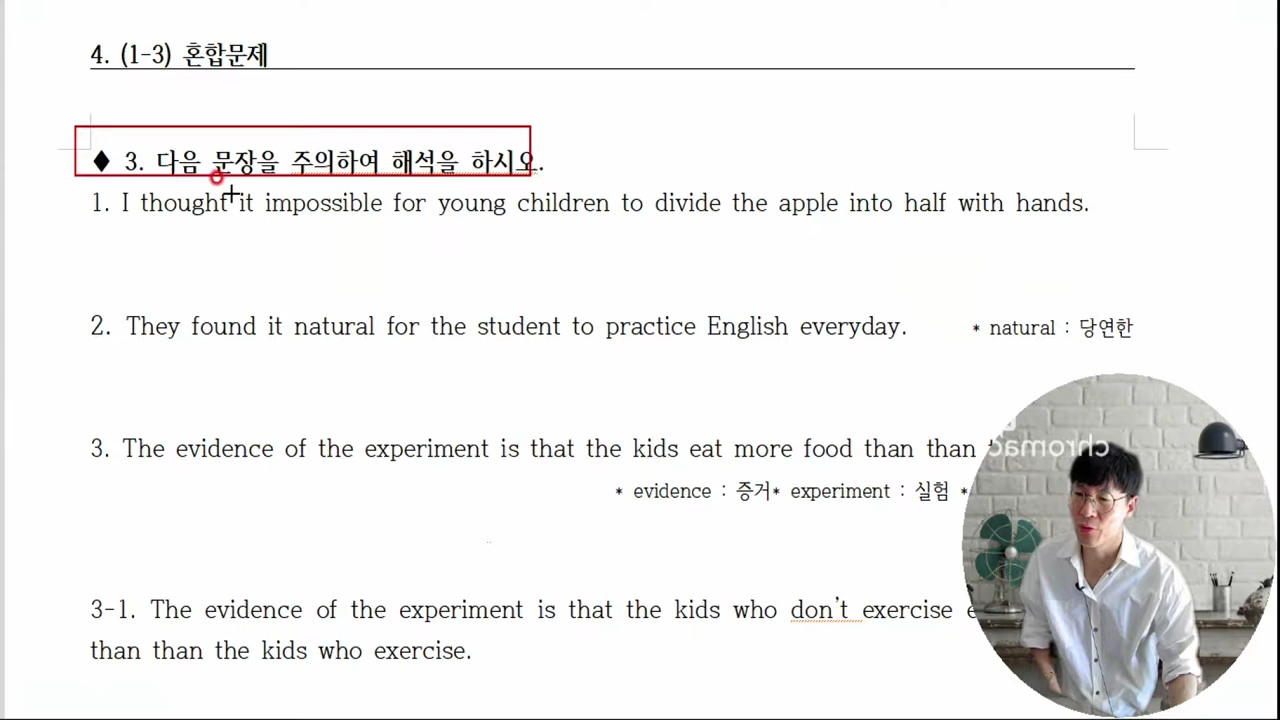 4. (1-3) 혼합문제
◆ 3. 다음 문장을 주의하여 해석을 하시오.
1. I thought it impossible for young children to divide the apple into half with hands.
2. They found it natural for the student to practice English everyday. * natural : 당연한
3. The evidence of the experiment is that the kids eat more food than than
* evidence : 증거* experiment : 실험 *
3-1. The evidence of the experiment is that the kids who don't exercise
than than the kids who exercise.